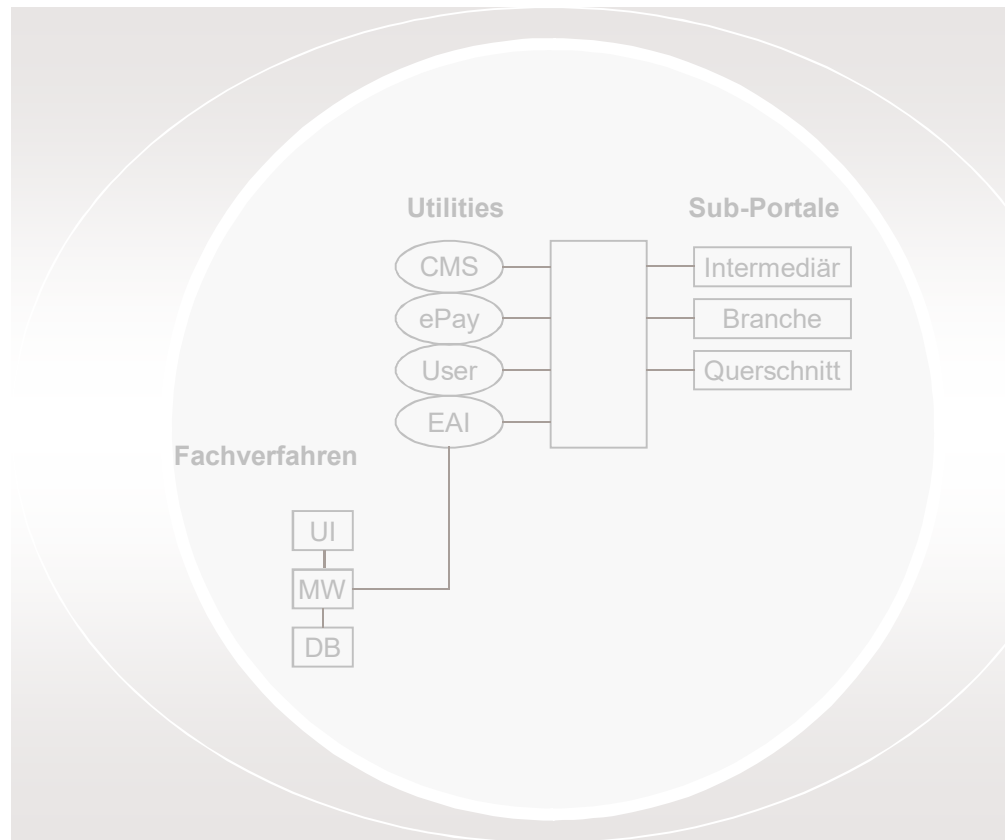 Utilities
Sub-Portale
CMS
Intermediär
ePay
Branche
User
Querschnitt
EAI
Fachverfahren
UI
MW
DB